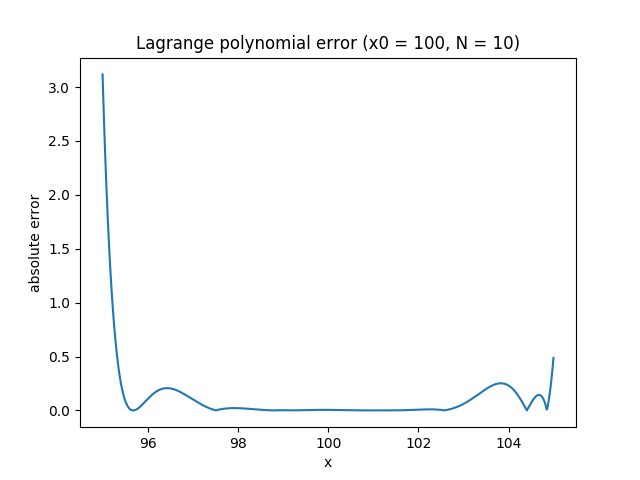 Lagrange polynomial error (x0 = 100, N = 10)
absolute error
3.0
2.5
2.0
1.5
1.0
0.5
0.0
96 98 100 102 104
x